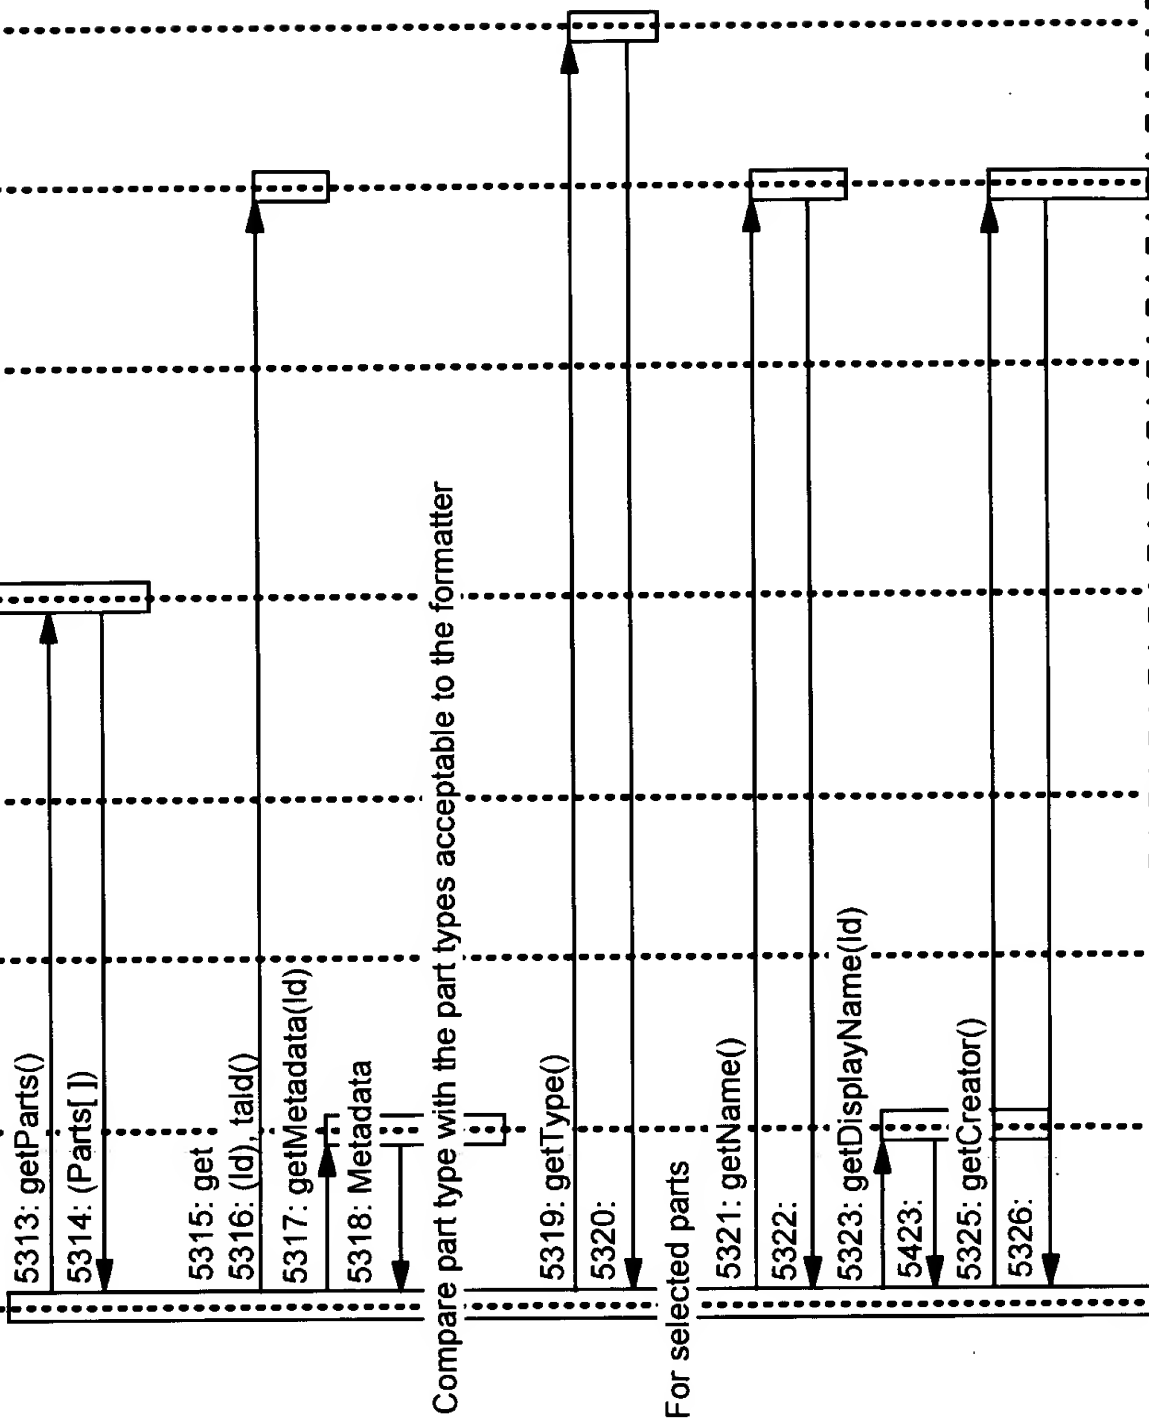 5313: getParts()
5314: (Parts[ ])
5315: get
5316: (Id), taId()
5317: getMetadata(Id)
5318: Metadata
Compare part type with the part types acceptable to the formatter
5319: getType()
5320:
For selected parts
5321: getName()
5322:
5323: getDisplayName(Id)
5423:
5325: getCreator()
5326: